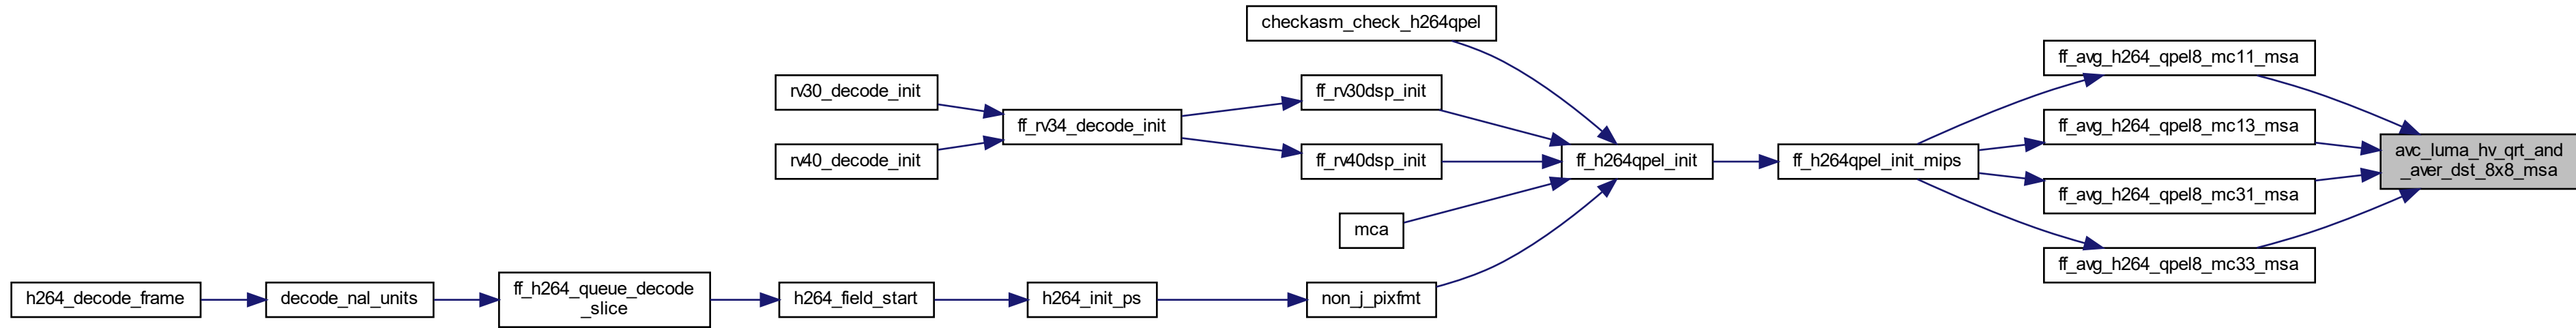 checkasm_check_h264qpel
ff_avg_h264_qpel8_mc11_msa
rv30_decode_init
ff_rv30dsp_init
ff_rv34_decode_init
ff_avg_h264_qpel8_mc13_msa
avc_luma_hv_qrt_and
_aver_dst_8x8_msa
rv40_decode_init
ff_rv40dsp_init
ff_h264qpel_init
ff_h264qpel_init_mips
ff_avg_h264_qpel8_mc31_msa
mca
ff_avg_h264_qpel8_mc33_msa
h264_decode_frame
decode_nal_units
ff_h264_queue_decode
_slice
h264_field_start
h264_init_ps
non_j_pixfmt